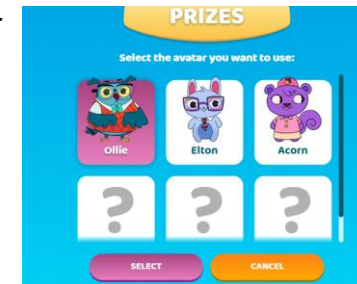 PRIZES
Select the avatar you want to use:
Ollie
Elton
Acorn
? ? ?
SELECT
CANCEL